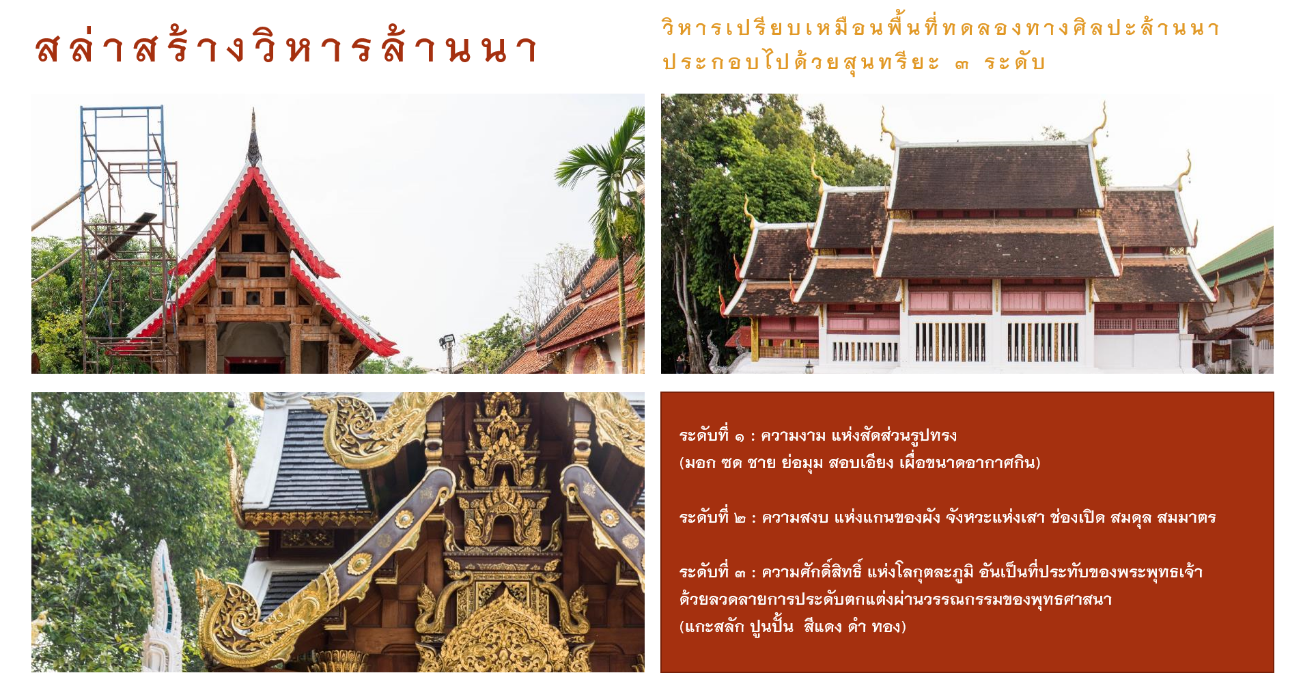 สล่าสร้างวิหารล้านนา
วิหารเปรียบเหมือนพื้นที่ทดลองทางศิลปะล้านนา
ประกอบไปด้วยสุนทรียะ ๓ ระดับ
ระดับที่ ๑ : ความงาม แห่งสัดส่วนรูปทรง
(มอก ซด ชาย ย่อมุม สอบเอียง เผื่อขนาดอากาศกิน)
ระดับที่ ๒ : ความสงบ แห่งแกนของผัง จังหวะแห่งเสา ช่องเปิด สมดุล สมมาตร
ระดับที่ ๓ : ความศักดิ์สิทธิ์ แห่งโลกุตละภูมิ อันเป็นที่ประทับของพระพุทธเจ้า
ด้วยลวดลายการประดับตกแต่งผ่านวรรณกรรมของพุทธศาสนา
(แกะสลัก ปูนปั้น สีแดง ดำ ทอง)